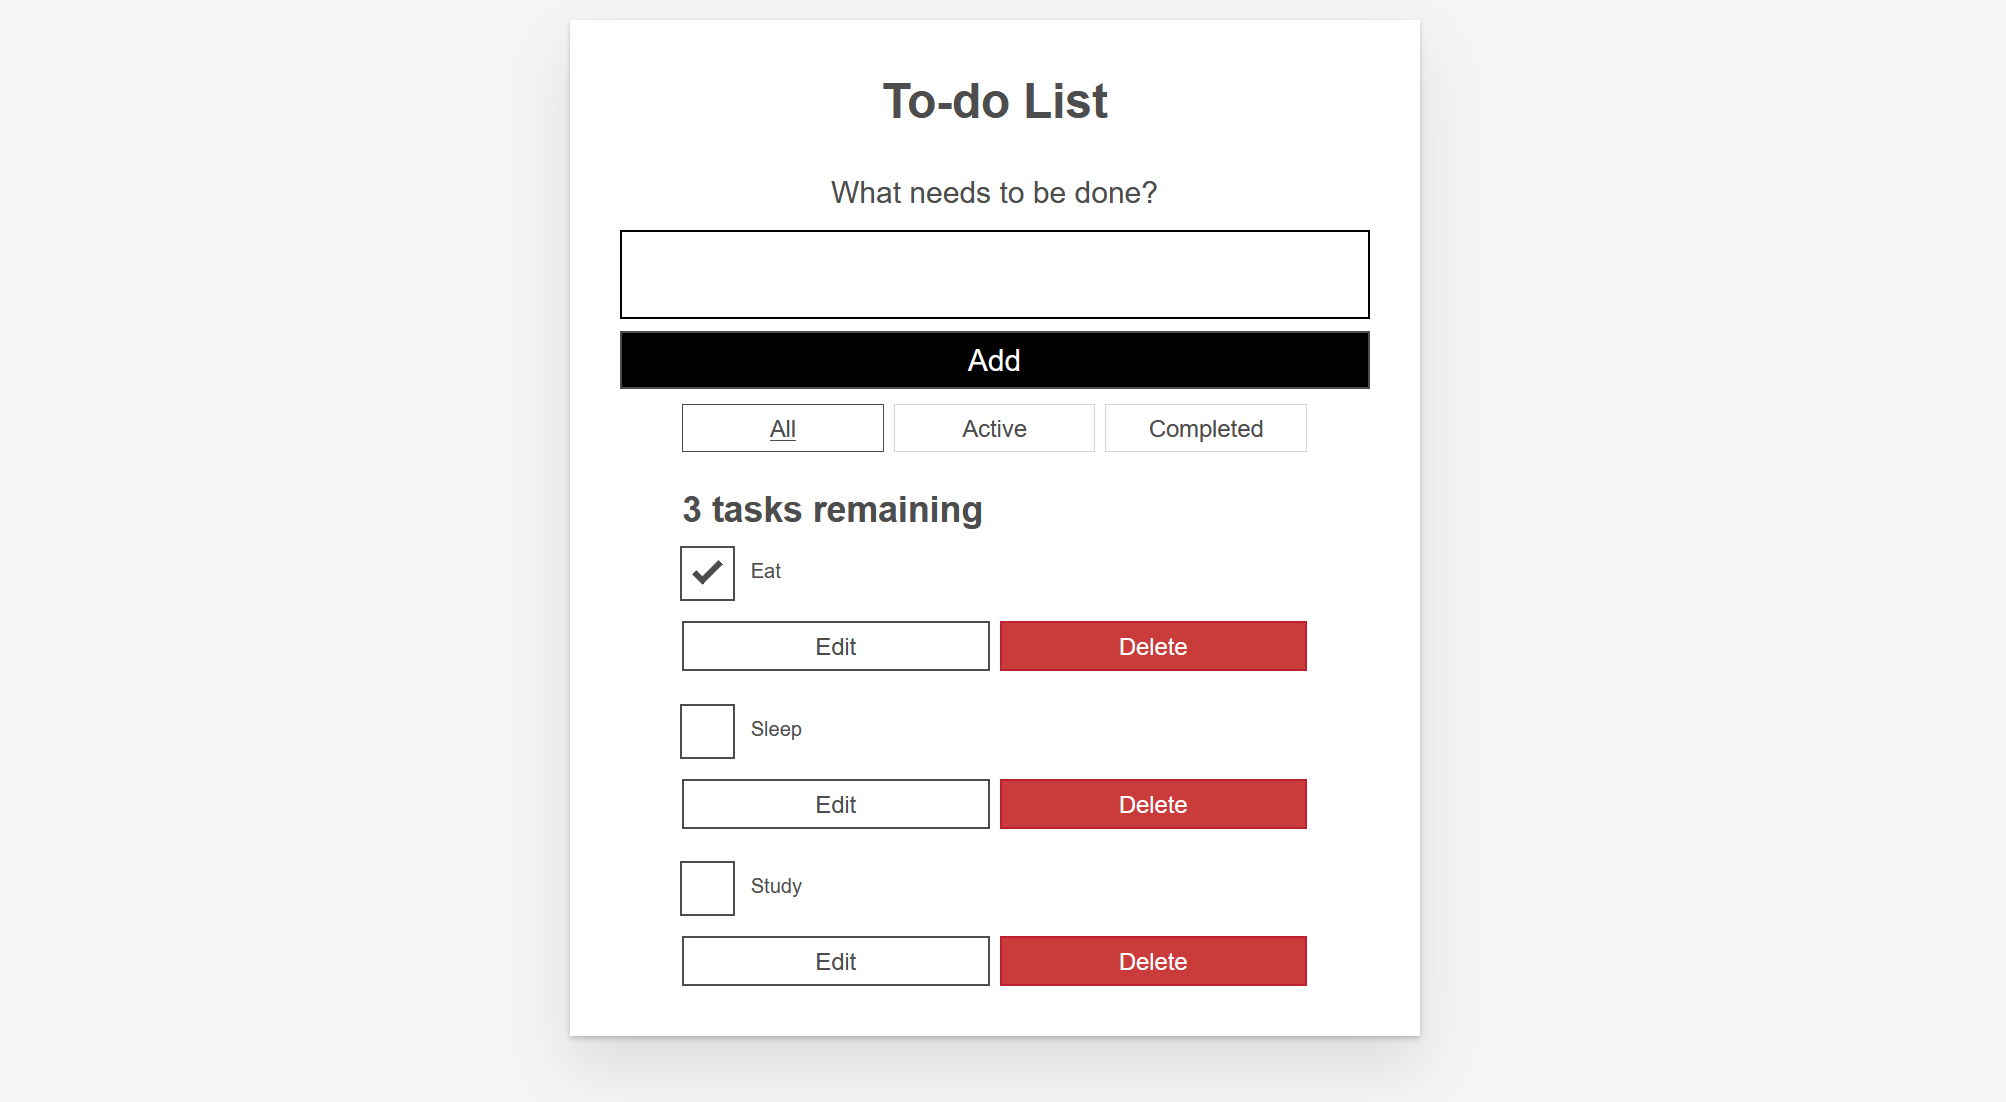 To-do List
What needs to be done?
Add
All Active Completed
3 tasks remaining
Eat
Edit Delete
Sleep
Edit Delete
Study
Edit Delete